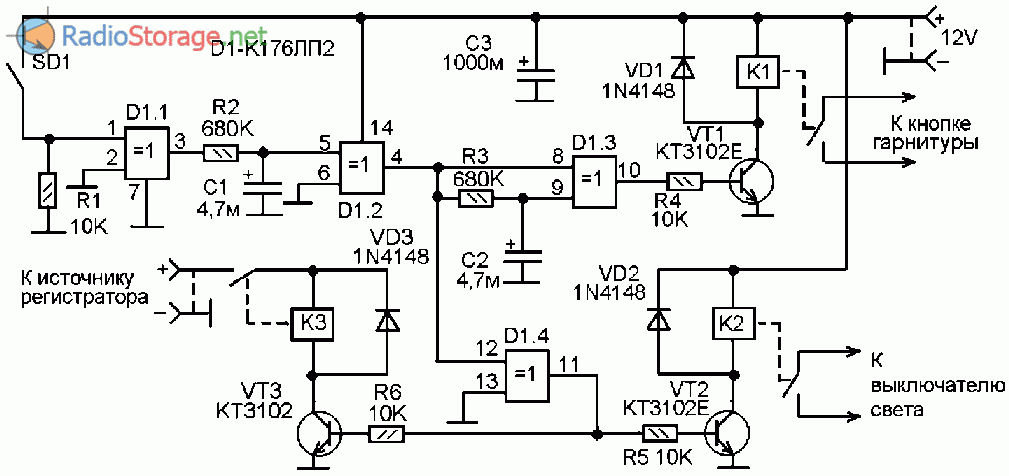 RadioStorage.net
SD1
D1-К176ЛП2
+
12V
−
C3
1000м
+
VD1
1N4148
K1
К кнопке
гарнитуры
D1.1
1
2
3
=1
7
R1
10K
R2
680K
C1
4,7м
+
14
5
6
4
=1
D1.2
R3
680K
8
9
10
D1.3
=1
C2
4,7м
+
R4
10K
VT1
КТ3102Е
К источнику
регистратора
+
−
K3
VD3
1N4148
VD2
1N4148
K2
D1.4
12
13
11
=1
VT3
КТ3102
R6
10K
R5 10K
VT2
КТ3102Е
К
выключателю
света